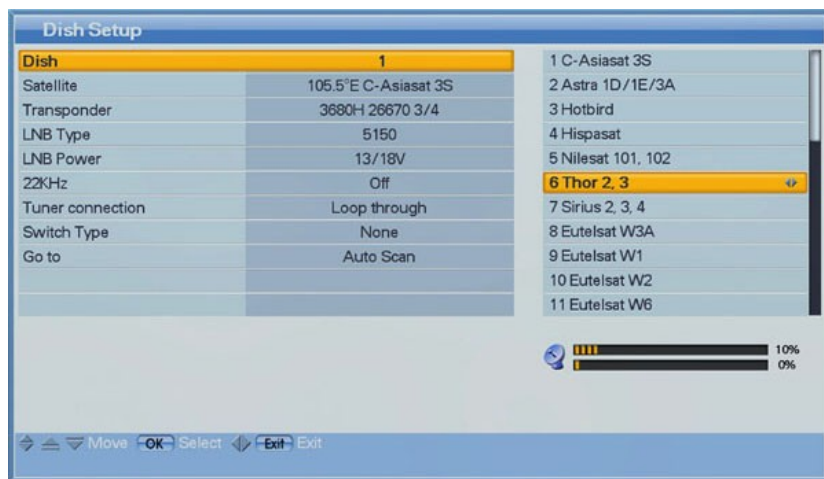 Dish Setup
Dish 1
Satellite 105.5°E C-Asiasat 3S
Transponder 3680H 26670 3/4
LNB Type 5150
LNB Power 13/18V
22KHz Off
Tuner connection Loop through
Switch Type None
Go to Auto Scan
1 C-Asiasat 3S
2 Astra 1D/1E/3A
3 Hotbird
4 Hispasat
5 Nilesat 101, 102
6 Thor 2, 3
7 Sirius 2, 3, 4
8 Eutelsat W3A
9 Eutelsat W1
10 Eutelsat W2
11 Eutelsat W6
10%
0%
Move OK Select Exit Exit